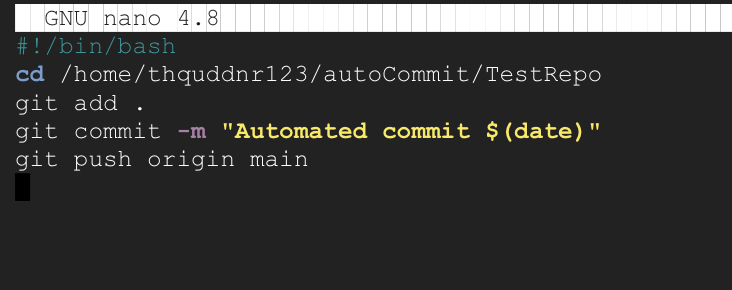 GNU nano 4.8
#!/bin/bash
cd /home/thquddnr123/autoCommit/TestRepo
git add .
git commit -m "Automated commit $(date)"
git push origin main